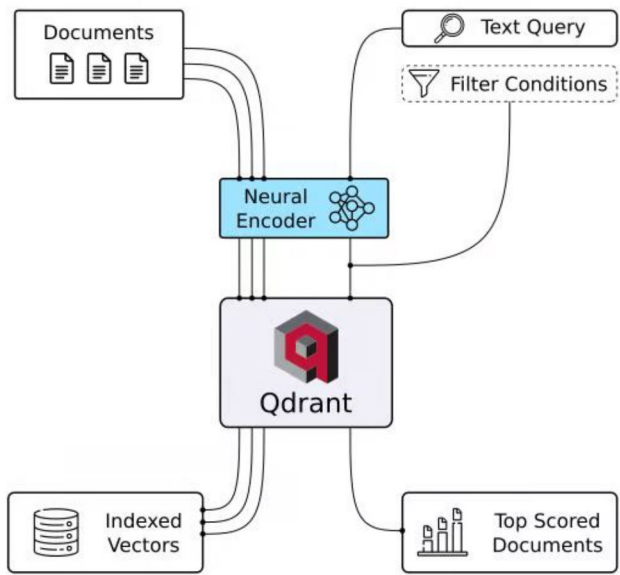 Documents
Text Query
Filter Conditions
Neural
Encoder
Qdrant
Indexed
Vectors
Top Scored
Documents